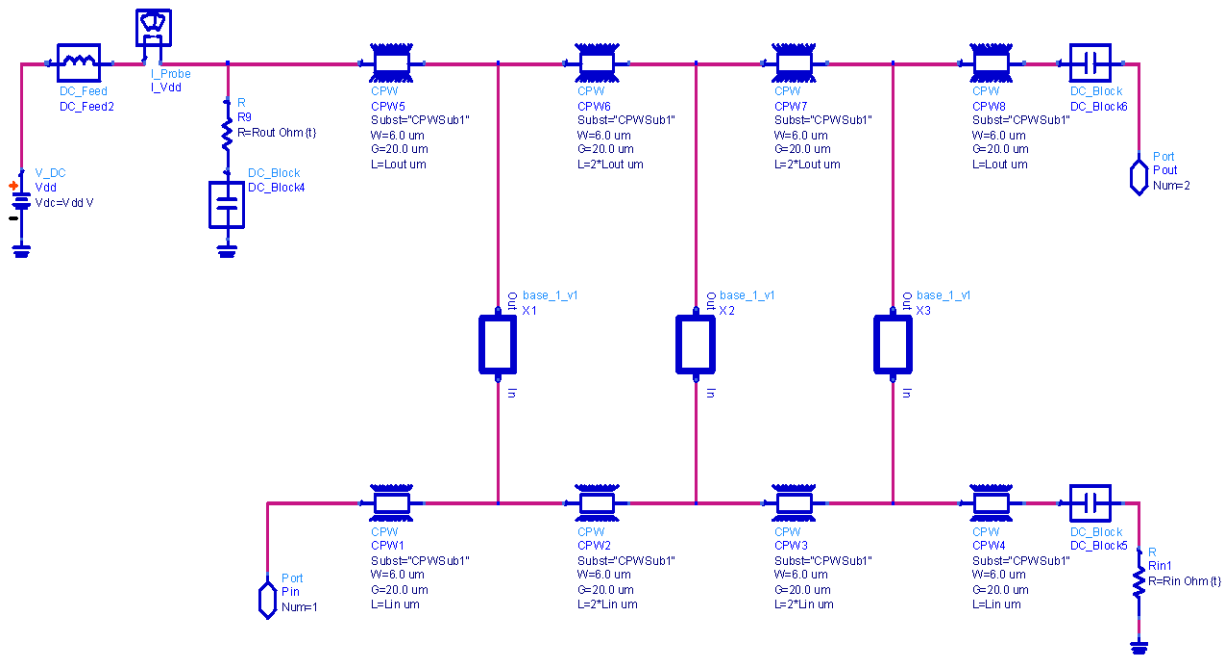 I_Probe
I_Vdd
DC_Feed
DC_Feed2
R
R9
R=Rout Ohm {t}
DC_Block
DC_Block4
V_DC
Vdd
Vdc=Vdd V
CPW
CPW5
Subst="CPWSub1"
W=6.0 um
G=20.0 um
L=Lout um
CPW
CPW6
Subst="CPWSub1"
W=6.0 um
G=20.0 um
L=2*Lout um
CPW
CPW7
Subst="CPWSub1"
W=6.0 um
G=20.0 um
L=2*Lout um
CPW
CPW8
Subst="CPWSub1"
W=6.0 um
G=20.0 um
L=Lout um
DC_Block
DC_Block6
Port
Pout
Num=2
Out
base_1_v1
X1
In
Out
base_1_v1
X2
In
Out
base_1_v1
X3
In
Port
Pin
Num=1
CPW
CPW1
Subst="CPWSub1"
W=6.0 um
G=20.0 um
L=Lin um
CPW
CPW2
Subst="CPWSub1"
W=6.0 um
G=20.0 um
L=2*Lin um
CPW
CPW3
Subst="CPWSub1"
W=6.0 um
G=20.0 um
L=2*Lin um
CPW
CPW4
Subst="CPWSub1"
W=6.0 um
G=20.0 um
L=Lin um
DC_Block
DC_Block5
R
Rin1
R=Rin Ohm {t}